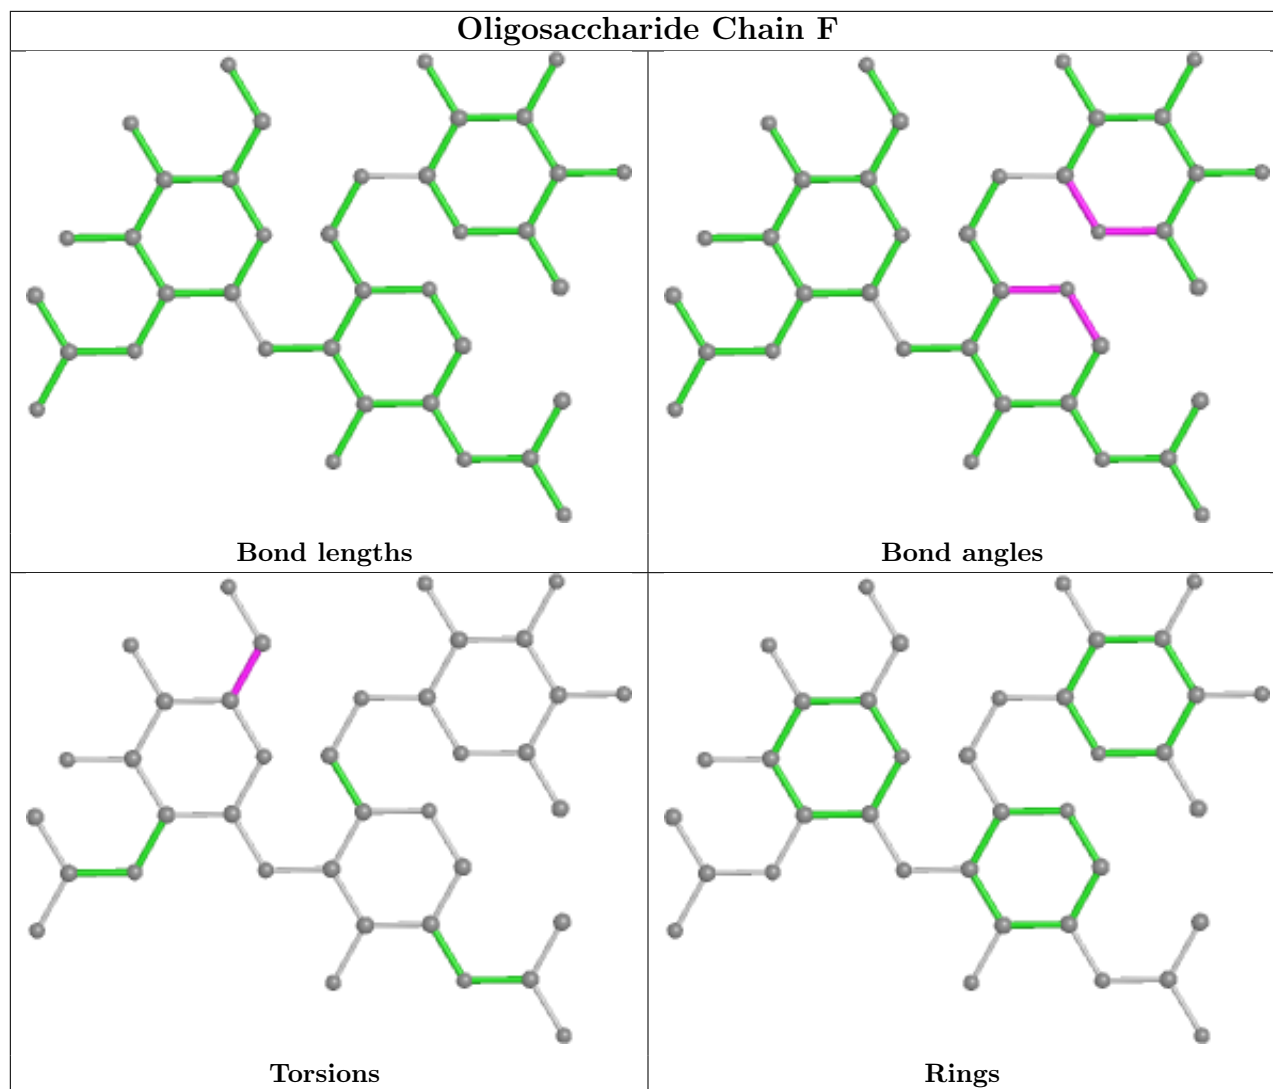 Oligosaccharide Chain F
Bond lengths
Bond angles
Torsions
Rings